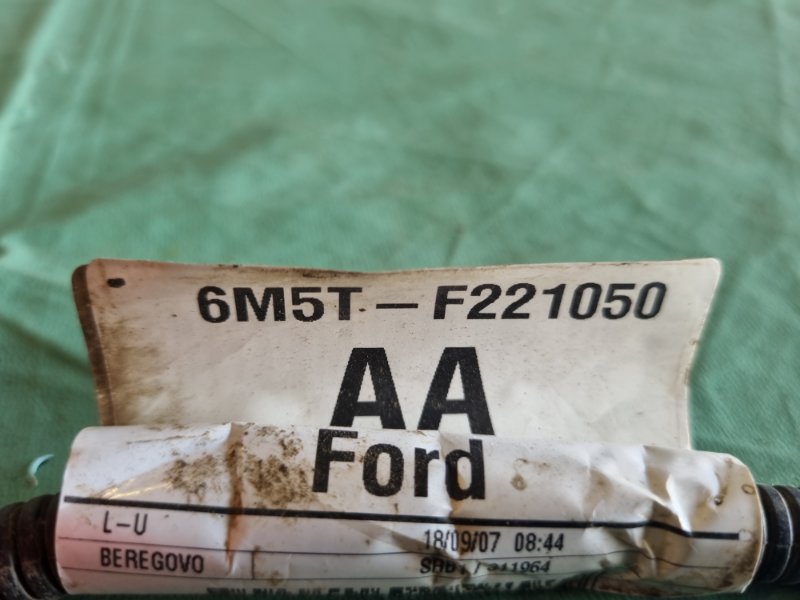 6M5T-F221050
AA
Ford
L-U
18/09/07 08:44
BEREGOVO